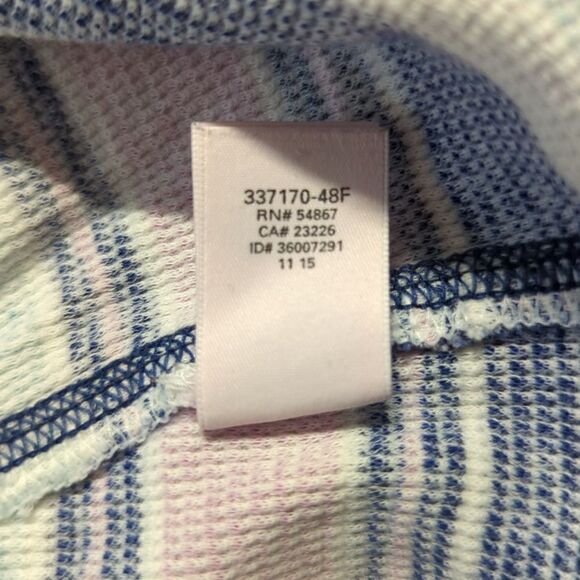 337170-48F
RN# 54867
CA# 23226
ID# 36007291
11 15